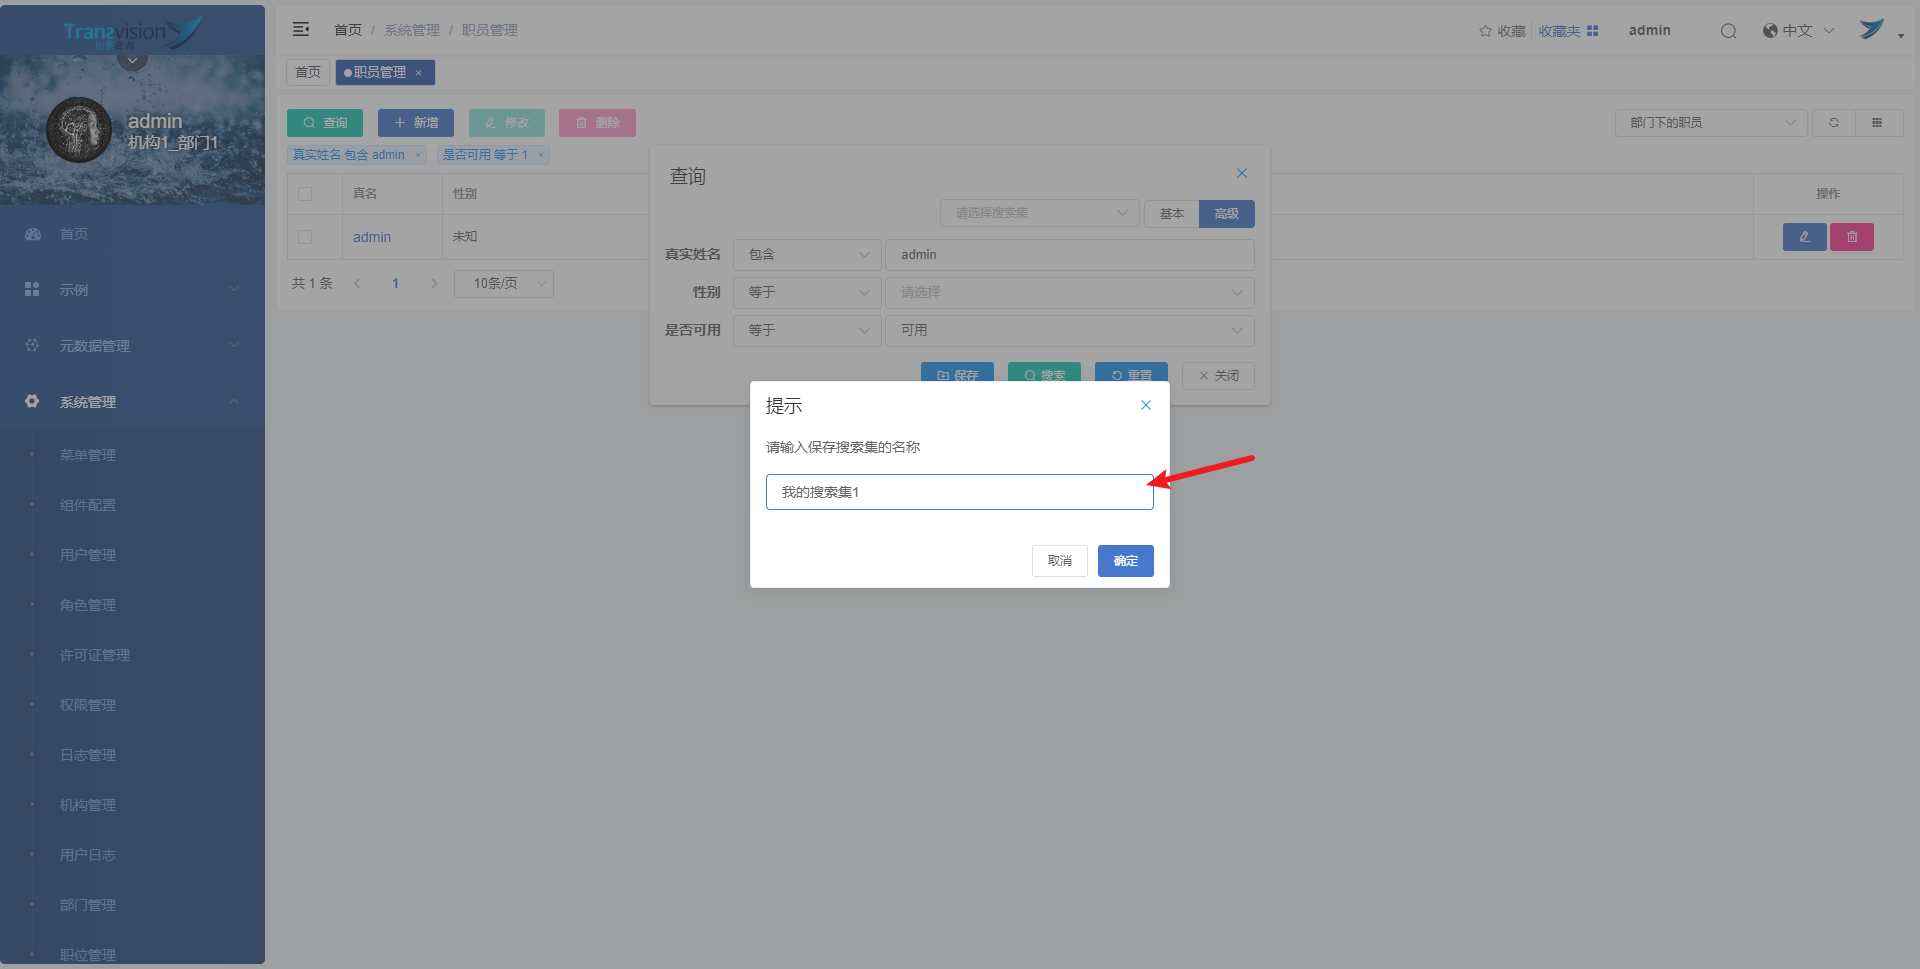 Tranzvision
创景咨询
admin
机构1_部门1
首页
示例
元数据管理
系统管理
菜单管理
组件配置
用户管理
角色管理
许可证管理
权限管理
日志管理
机构管理
用户日志
部门管理
职位管理
首页 / 系统管理 / 职员管理
收藏 收藏夹 admin 中文
首页 职员管理 ×
查询 新增 修改 删除 部门下的职员
真实姓名 包含 admin × 是否可用 等于 1 ×
真名 性别 操作
admin 未知
共 1 条 1 10条/页
查询
请选择搜索集 基本 高级
真实姓名 包含 admin
性别 等于 请选择
是否可用 等于 可用
保存 搜索 重置 关闭
提示
请输入保存搜索集的名称
我的搜索集1
取消 确定